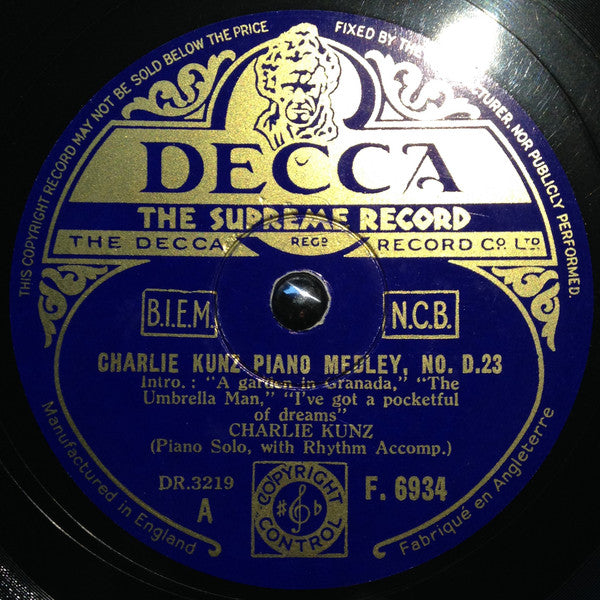 THIS COPYRIGHT RECORD MAY NOT BE SOLD BELOW THE PRICE FIXED BY THE
TURER, NOR PUBLICLY PERFORMED.
DECCA
THE SUPREME RECORD
THE DECCA REGD RECORD CO. LTD.
B.I.E.M. N.C.B.
CHARLIE KUNZ PIANO MEDLEY, NO. D.23
Intro.: "A garden in Granada," "The
Umbrella Man," "I've got a pocketful
of dreams"
CHARLIE KUNZ
(Piano Solo, with Rhythm Accomp.)
DR.3219
A
F. 6934
COPYRIGHT
CONTROL
Manufactured in England
Fabriqué en Angleterre